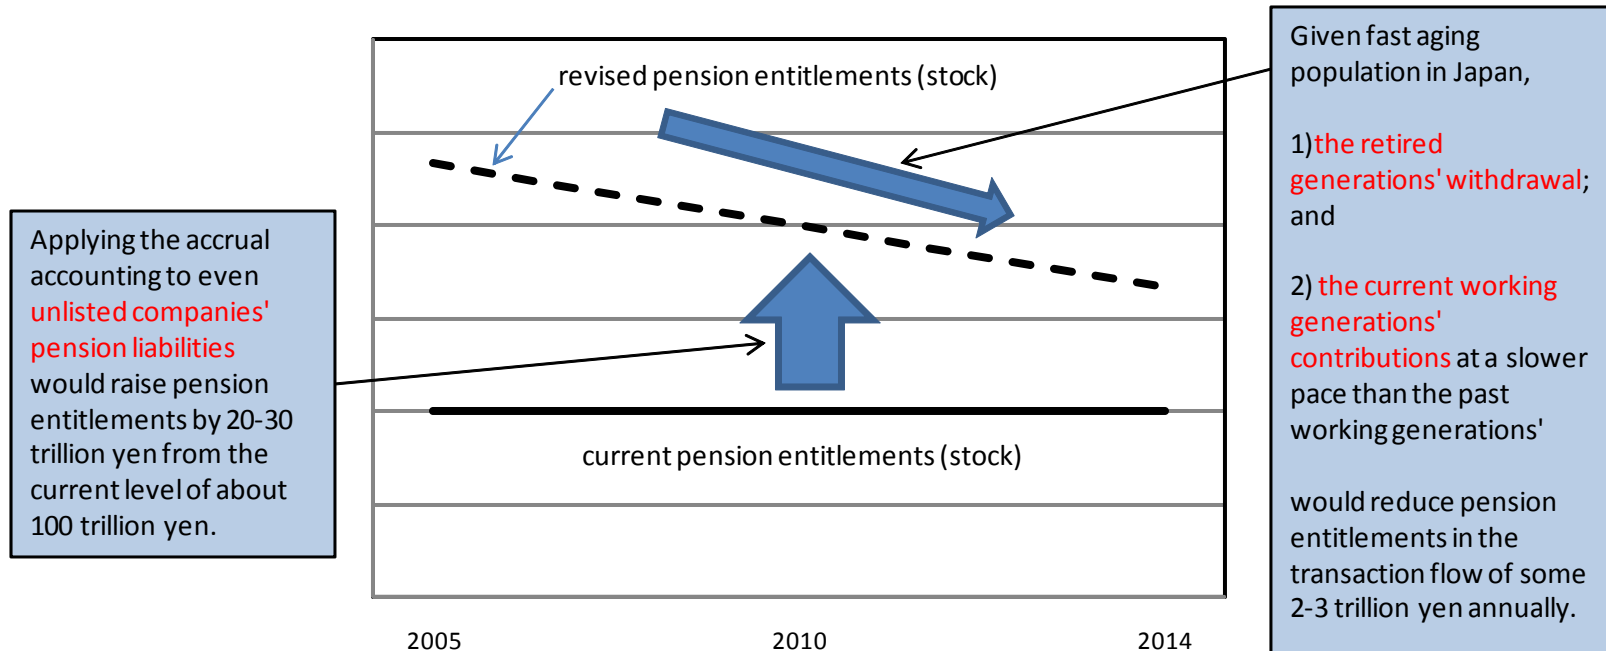 revised pension entitlements (stock)
Applying the accrual
accounting to even
unlisted companies'
pension liabilities
would raise pension
entitlements by 20-30
trillion yen from the
current level of about
100 trillion yen.
current pension entitlements (stock)
2005
2010
2014
Given fast aging
population in Japan,
1)the retired
generations' withdrawal;
and
2) the current working
generations'
contributions at a slower
pace than the past
working generations'
would reduce pension
entitlements in the
transaction flow of some
2-3 trillion yen annually.